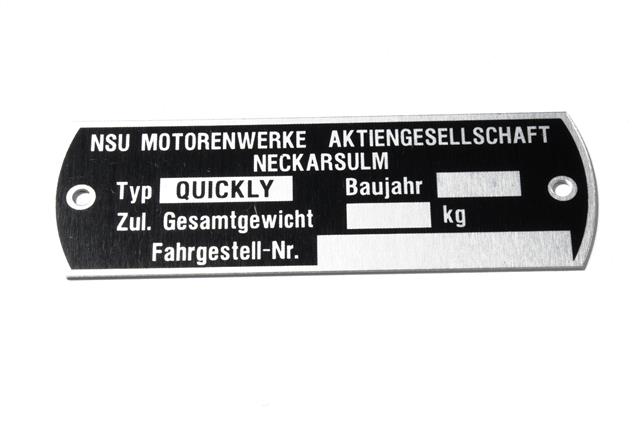 NSU MOTORENWERKE AKTIENGESELLSCHAFT
NECKARSULM
Typ QUICKLY Baujahr
Zul. Gesamtgewicht kg
Fahrgestell-Nr.